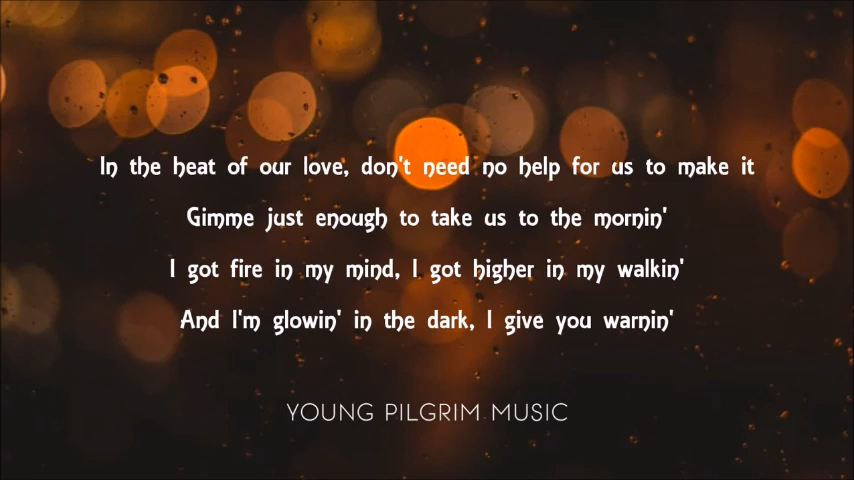 In the heat of our love, don't need no help for us to make it
Gimme just enough to take us to the mornin'
I got fire in my mind, I got higher in my walkin'
And I'm glowin' in the dark, I give you warnin'
YOUNG PILGRIM MUSIC